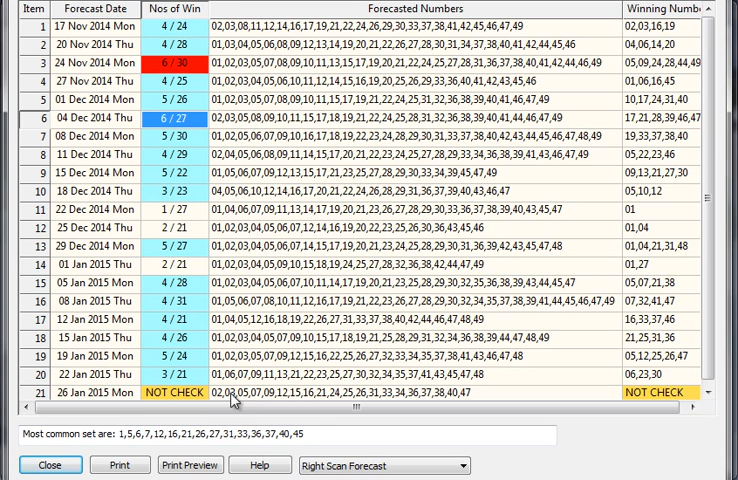 Item Forecast Date Nos of Win Forecasted Numbers Winning Numbe
1 17 Nov 2014 Mon 4 / 24 02,03,08,11,12,14,16,17,19,21,22,24,26,29,30,33,37,38,41,42,45,46,47,49 02,03,16,19
2 20 Nov 2014 Thu 4 / 28 01,03,04,05,06,08,09,12,13,14,19,20,21,27,28,30,31,34,37,38,40,41,42,44,45,46 04,06,14,20
3 24 Nov 2014 Mon 6 / 30 01,02,03,05,07,08,09,10,11,13,15,17,19,21,22,24,25,27,28,31,36,37,38,40,41,42,44,46,49 05,09,24,28,44,49
4 27 Nov 2014 Thu 4 / 25 01,02,03,04,05,06,10,11,12,14,15,16,19,20,25,26,29,33,36,40,41,42,43,45,46 01,06,16,45
5 01 Dec 2014 Mon 5 / 26 01,02,03,05,07,08,09,10,11,15,17,19,21,22,24,25,28,31,32,36,38,40,41,46,47,49 10,17,24,31,40
6 04 Dec 2014 Thu 6 / 27 02,03,05,08,09,10,11,15,17,18,19,21,22,24,25,28,31,32,36,38,39,40,41,44,46,47,49 17,21,28,39,46,47
7 08 Dec 2014 Mon 5 / 30 01,02,05,06,07,09,10,16,17,18,19,23,24,28,29,30,31,33,37,38,40,42,43,44,45,46,47,48,49 19,33,37,38,40
8 11 Dec 2014 Thu 4 / 29 02,04,05,06,08,09,11,14,15,17,20,21,22,23,24,25,27,28,29,33,34,36,38,39,41,43,46,47,49 05,22,23,46
9 15 Dec 2014 Mon 5 / 22 01,05,08,09,12,13,15,17,21,23,25,27,30,31,33,34,39,45,47,49 09,13,21,27,30
10 18 Dec 2014 Thu 3 / 23 04,05,06,10,12,14,16,17,20,21,22,24,26,28,29,31,36,37,39,40,43,46,47 05,10,12
11 22 Dec 2014 Mon 1 / 27 01,04,06,07,09,11,13,14,17,19,20,21,23,26,27,28,29,30,33,36,37,38,39,40,43,45,47 01
12 25 Dec 2014 Thu 2 / 21 01,02,03,04,05,06,07,12,14,16,19,20,22,25,26,30,36,43,45,46 01,04
13 29 Dec 2014 Mon 5 / 27 01,02,03,04,05,07,09,14,15,17,19,20,21,23,24,25,28,29,30,31,36,39,42,43,45,47,48 01,04,21,31,48
14 01 Jan 2015 Thu 2 / 21 01,02,03,04,05,09,10,15,18,19,24,25,27,28,32,36,38,42,44,47,49 01,27
15 05 Jan 2015 Mon 4 / 28 01,02,03,04,05,07,08,09,10,13,14,15,17,18,19,21,23,24,25,28,29,30,32,35,36,38,39,43,44,45,47 05,07,21,38
16 08 Jan 2015 Thu 4 / 31 01,05,06,07,08,10,11,12,16,17,18,19,21,22,26,27,28,29,30,32,34,35,37,38,39,41,44,45,46,47,49 07,32,41,47
17 12 Jan 2015 Mon 4 / 21 01,04,05,12,16,18,19,22,26,27,31,33,37,38,40,42,44,46,47,48,49 16,33,37,46
18 15 Jan 2015 Thu 4 / 26 01,02,03,04,05,07,09,10,15,17,18,19,21,25,28,31,32,34,36,38,39,44,47,48,49 21,25,31,36
19 19 Jan 2015 Mon 5 / 24 01,02,03,05,07,09,12,15,16,22,25,26,27,32,33,34,35,37,38,41,43,46,47,48 05,12,25,26,47
20 22 Jan 2015 Thu 3 / 21 01,06,07,09,11,13,21,22,23,25,27,30,31,32,34,35,37,41,43,45,47,48 06,23,30
21 26 Jan 2015 Mon NOT CHECK 02,03,05,07,09,12,15,16,21,24,25,26,31,33,34,36,37,38,40,47 NOT CHECK
Most common set are: 1,5,6,7,12,16,21,26,27,31,33,36,37,40,45
Close Print Print Preview Help Right Scan Forecast